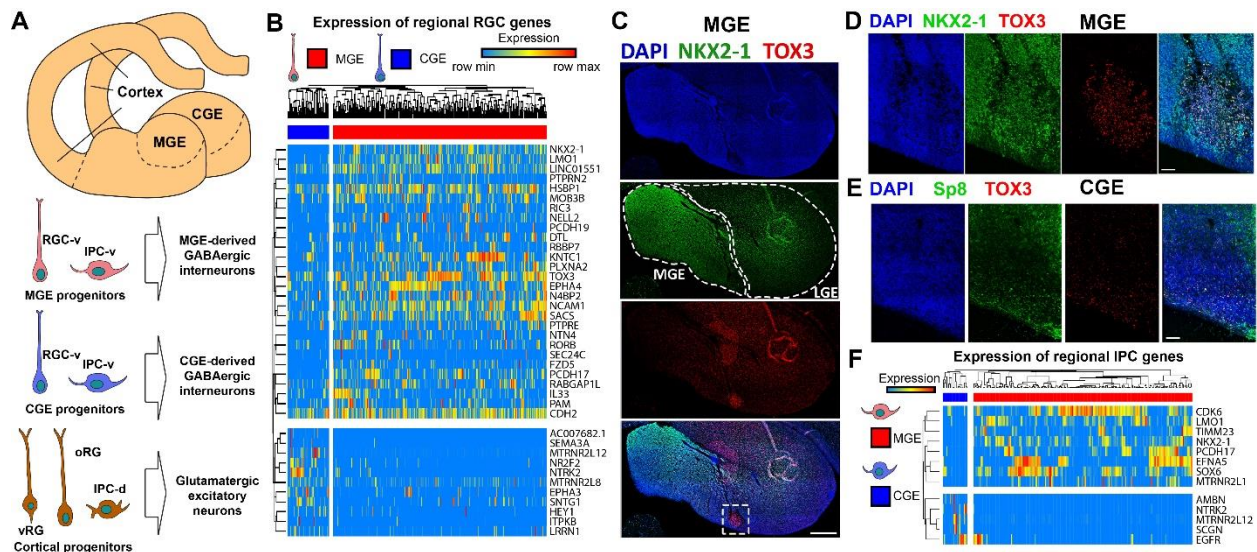 A
Cortex
CGE
MGE
RGC-v
IPC-v
MGE progenitors
MGE-derived
GABAergic
interneurons
RGC-v
IPC-v
CGE progenitors
CGE-derived
GABAergic
interneurons
oRG
IPC-d
vRG
Cortical progenitors
Glutamatergic
excitatory
neurons
B
Expression of regional RGC genes
MGE
CGE
Expression
row min
row max
NKX2-1
LMO1
LINC01551
PTPRN2
HSBP1
MOB3B
RIC3
NELL2
PCDH19
DTL
RBBP7
KNTC1
PLXNA2
TOX3
EPHA4
N4BP2
NCAM1
SACS
PTPRE
NTN4
RORB
SEC24C
FZD5
PCDH17
RABGAP1L
IL33
PAM
CDH2
AC007682.1
SEMA3A
MTRNR2L12
NR2F2
NTRK2
MTRNR2L8
EPHA3
SNTG1
HEY1
ITPKB
LRRN1
C
MGE
DAPI NKX2-1 TOX3
MGE
LGE
D
DAPI NKX2-1 TOX3 MGE
E
DAPI Sp8 TOX3 CGE
F
Expression of regional IPC genes
Expression
MGE
CGE
CDK6
LMO1
TIMM23
NKX2-1
PCDH17
EFNA5
SOX6
MTRNR2L1
AMBN
NTRK2
MTRNR2L12
SCGN
EGFR